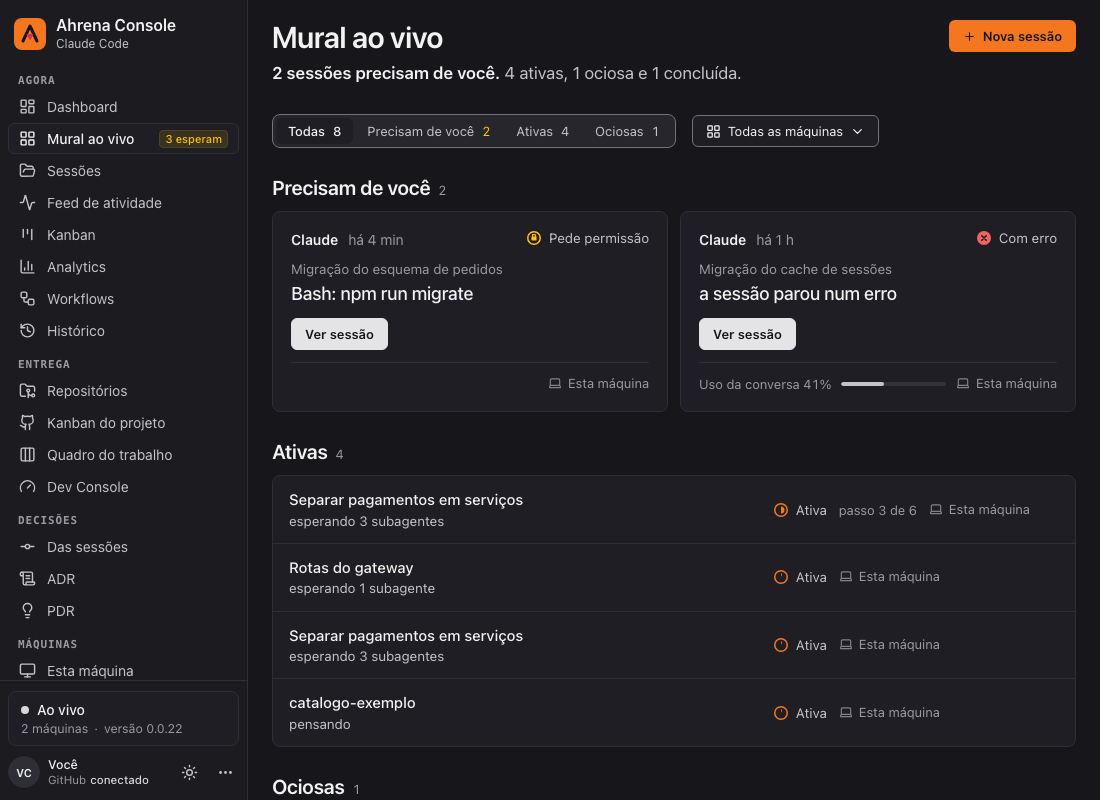 Ahrena Console
Claude Code
AGORA
Dashboard
Mural ao vivo 3 esperam
Sessões
Feed de atividade
Kanban
Analytics
Workflows
Histórico
ENTREGA
Repositórios
Kanban do projeto
Quadro do trabalho
Dev Console
DECISÕES
Das sessões
ADR
PDR
MÁQUINAS
Esta máquina
Ao vivo
2 máquinas · versão 0.0.22
VC
Você
GitHub conectado
Mural ao vivo
+ Nova sessão
2 sessões precisam de você. 4 ativas, 1 ociosa e 1 concluída.
Todas 8 Precisam de você 2 Ativas 4 Ociosas 1
Todas as máquinas
Precisam de você 2
Claude há 4 min Pede permissão
Migração do esquema de pedidos
Bash: npm run migrate
Ver sessão
Esta máquina
Claude há 1 h Com erro
Migração do cache de sessões
a sessão parou num erro
Ver sessão
Uso da conversa 41% Esta máquina
Ativas 4
Separar pagamentos em serviços
esperando 3 subagentes
Ativa passo 3 de 6 Esta máquina
Rotas do gateway
esperando 1 subagente
Ativa Esta máquina
Separar pagamentos em serviços
esperando 3 subagentes
Ativa Esta máquina
catalogo-exemplo
pensando
Ativa Esta máquina
Ociosas 1